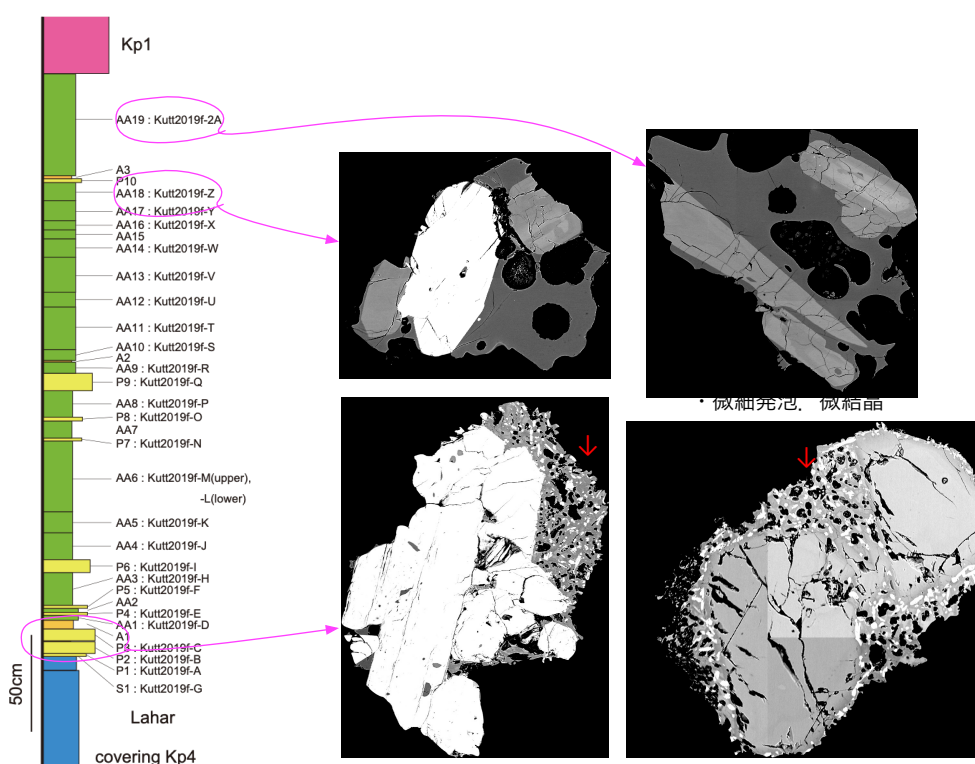 Kp1
AA19 : Kutt2019f-2A
A3
P10
AA18 : Kutt2019f-Z
AA17 : Kutt2019f-Y
AA16 : Kutt2019f-X
AA15
AA14 : Kutt2019f-W
AA13 : Kutt2019f-V
AA12 : Kutt2019f-U
AA11 : Kutt2019f-T
AA10 : Kutt2019f-S
A2
AA9 : Kutt2019f-R
P9 : Kutt2019f-Q
AA8 : Kutt2019f-P
P8 : Kutt2019f-O
AA7
P7 : Kutt2019f-N
AA6 : Kutt2019f-M(upper),
-L(lower)
AA5 : Kutt2019f-K
AA4 : Kutt2019f-J
P6 : Kutt2019f-I
AA3 : Kutt2019f-H
P5 : Kutt2019f-F
AA2
P4 : Kutt2019f-E
AA1 : Kutt2019f-D
A1
P3 : Kutt2019f-C
P2 : Kutt2019f-B
P1 : Kutt2019f-A
S1 : Kutt2019f-G
50cm
Lahar
covering Kp4
・微細発泡，微結晶